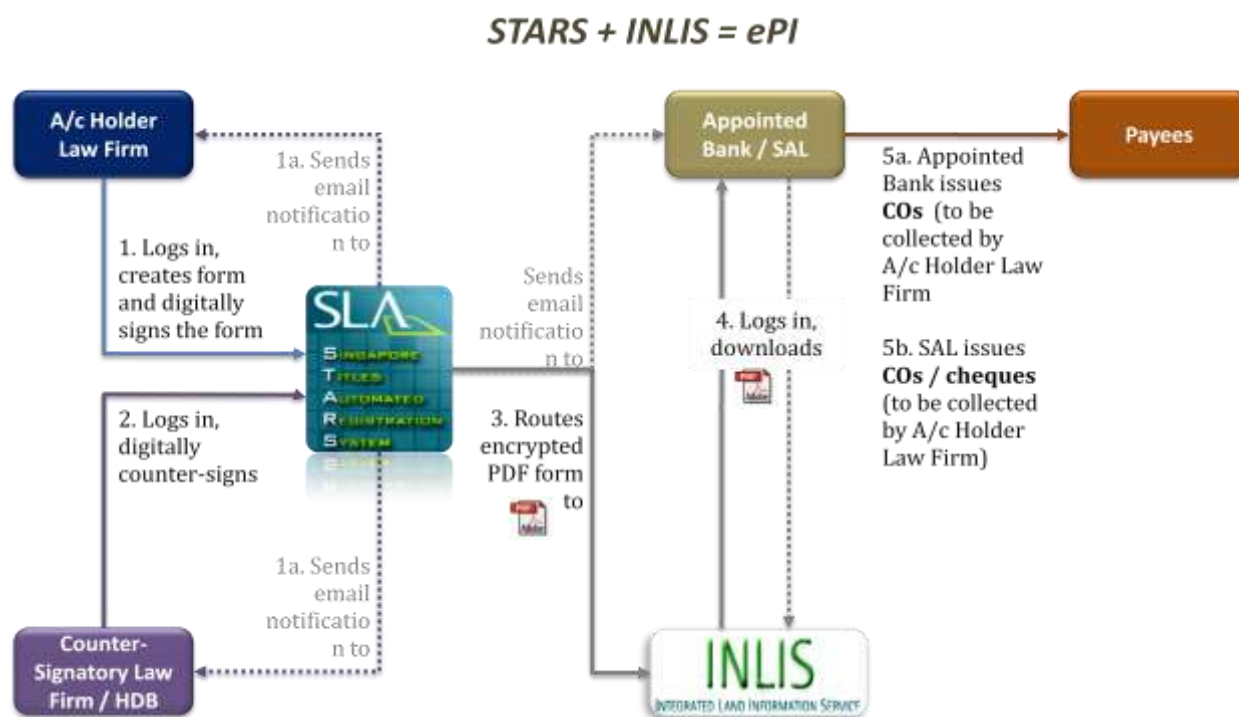 STARS + INLIS = ePI
A/c Holder
Law Firm
1a. Sends
email
notificatio
n to
1. Logs in,
creates form
and digitally
signs the form
SLA
SINGAPORE
TITLES
AUTOMATED
REGISTRATION
SYSTEM
2. Logs in,
digitally
counter-signs
1a. Sends
email
notificatio
n to
Counter-
Signatory Law
Firm / HDB
Sends
email
notificatio
n to
3. Routes
encrypted
PDF form
to
PDF
Adobe
Appointed
Bank / SAL
4. Logs in,
downloads
PDF
Adobe
INLIS
INTEGRATED LAND INFORMATION SERVICE
5a. Appointed
Bank issues
COs (to be
collected by
A/c Holder Law
Firm
5b. SAL issues
COs / cheques
(to be collected
by A/c Holder
Law Firm)
Payees